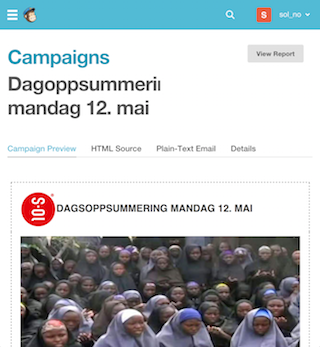 S sol_no
Campaigns
View Report
Dagoppsummeri
mandag 12. mai
Campaign Preview HTML Source Plain-Text Email Details
S·OL DAGSOPPSUMMERING MANDAG 12. MAI